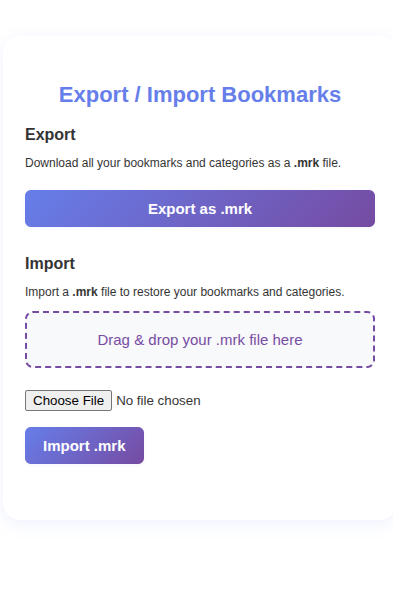 Export / Import Bookmarks
Export
Download all your bookmarks and categories as a .mrk file.
Export as .mrk
Import
Import a .mrk file to restore your bookmarks and categories.
Drag & drop your .mrk file here
Choose File No file chosen
Import .mrk